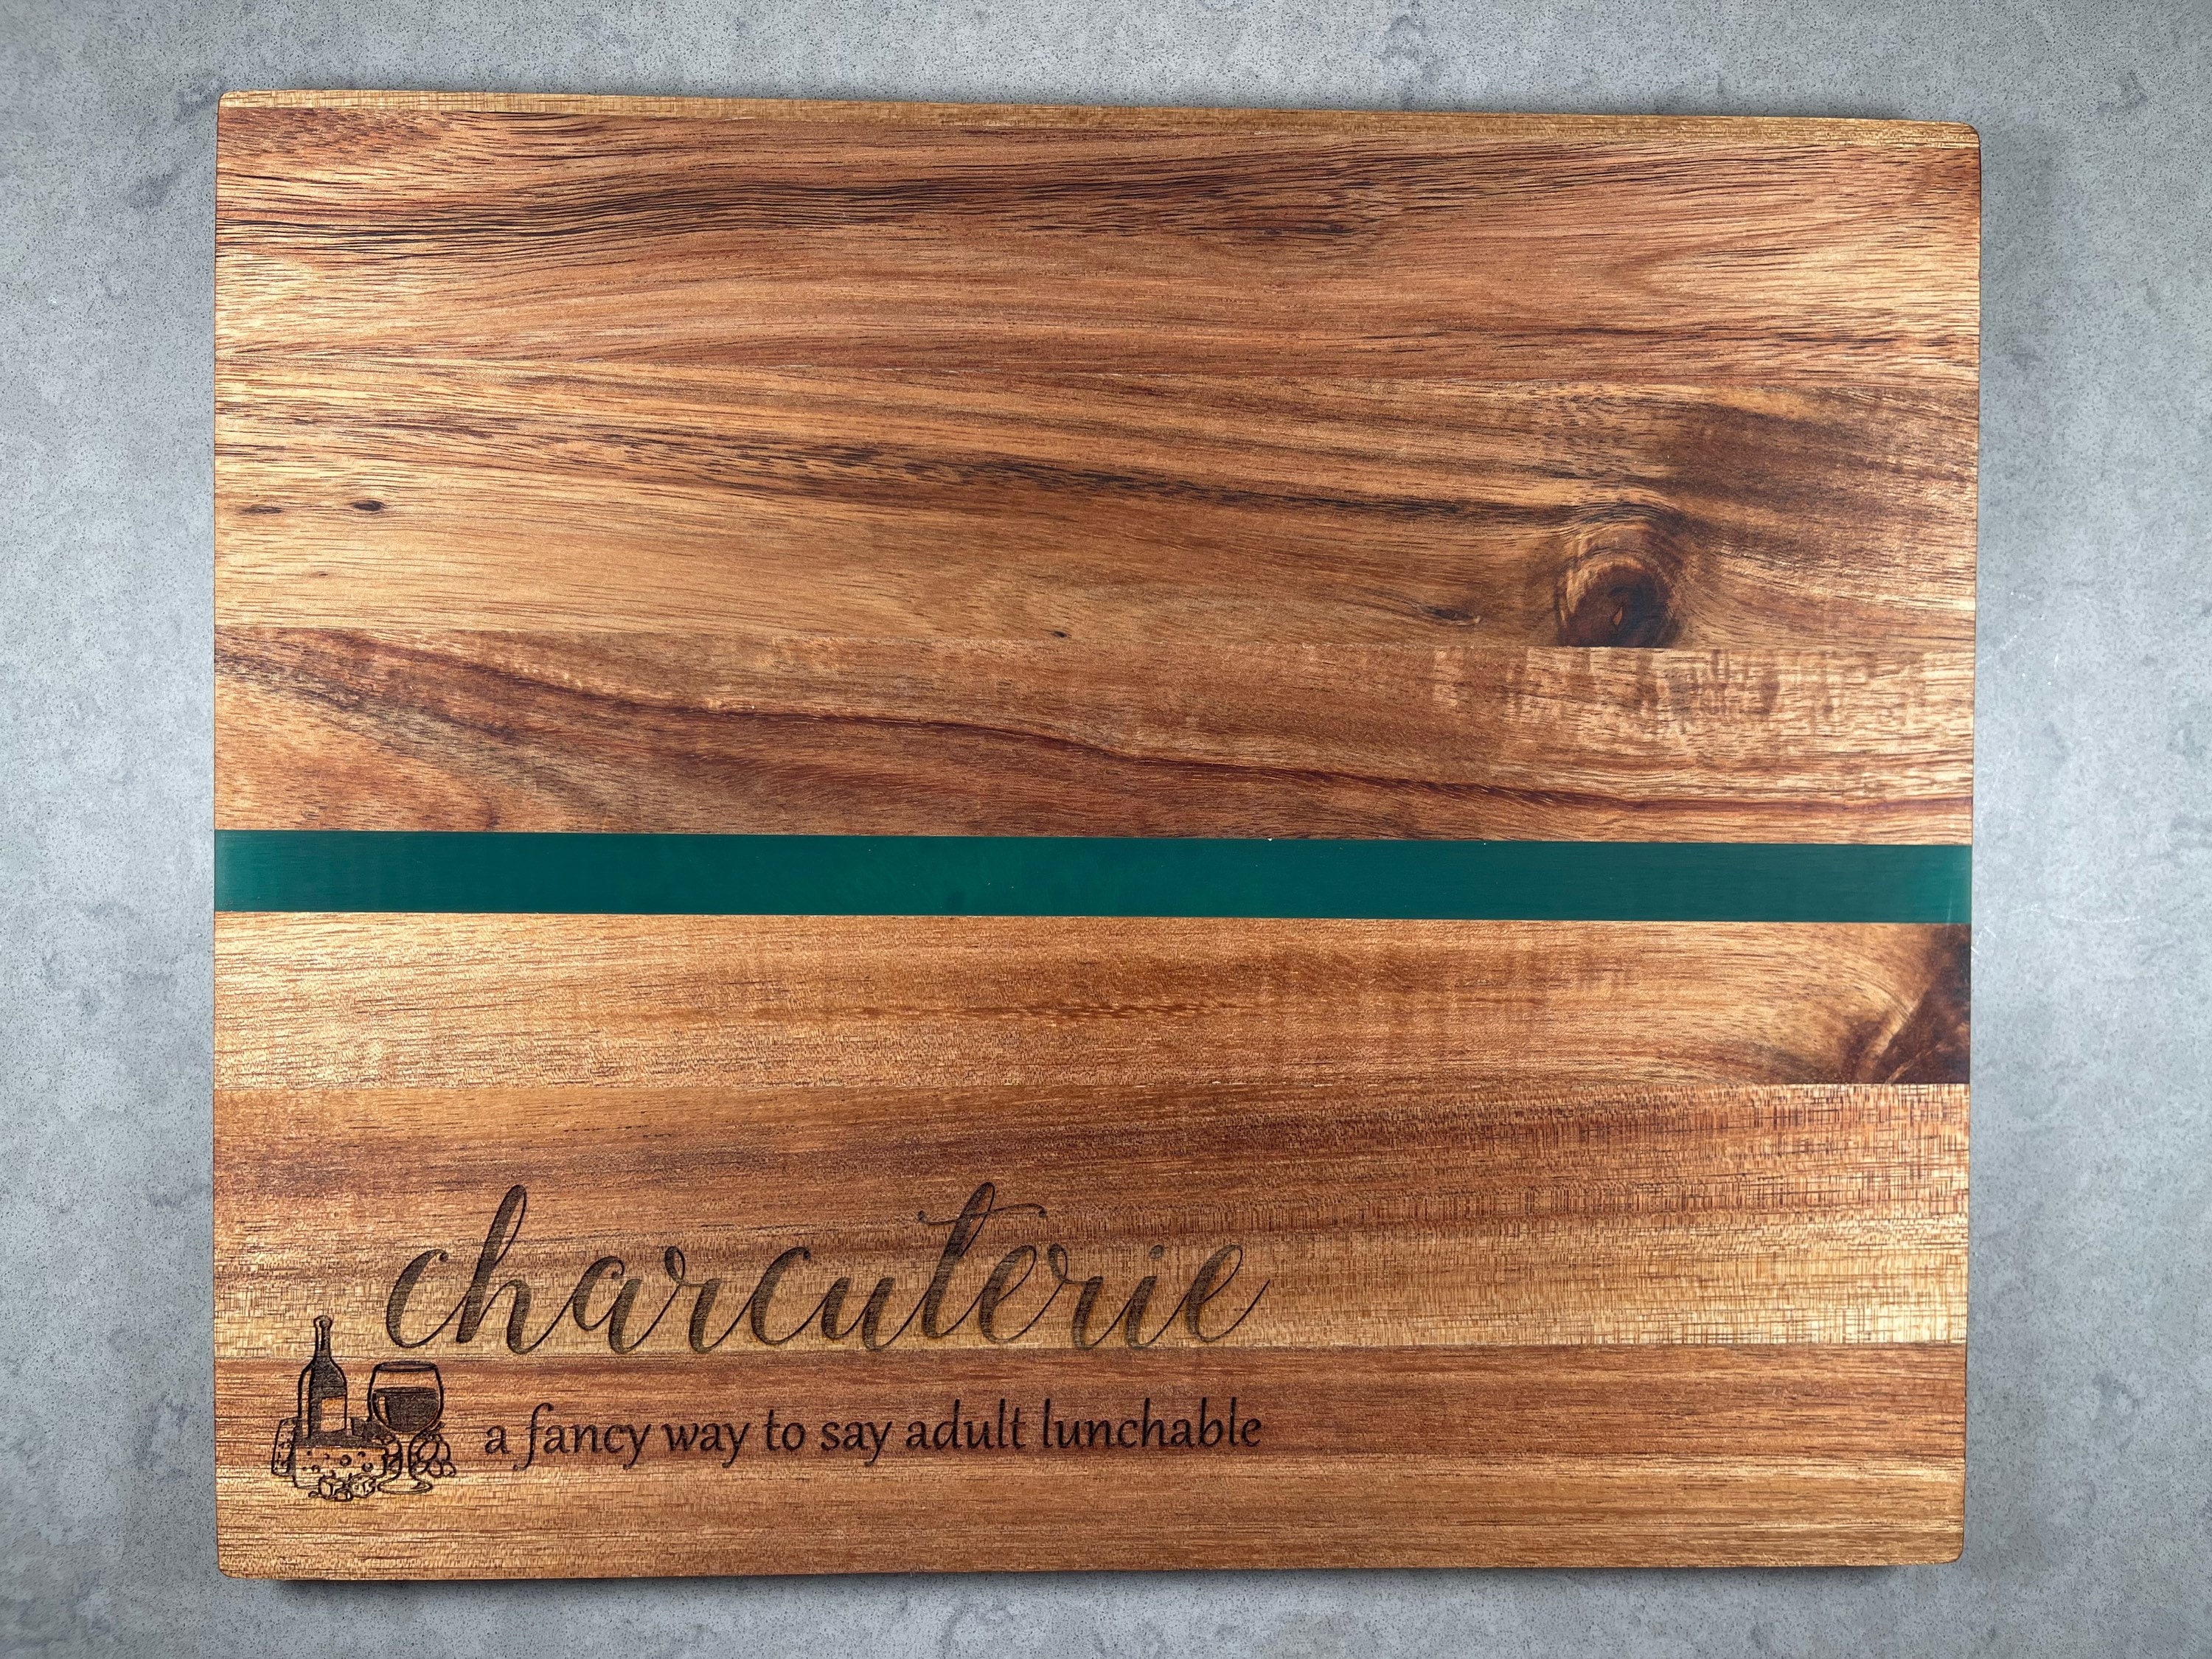 charcuterie
a fancy way to say adult lunchable